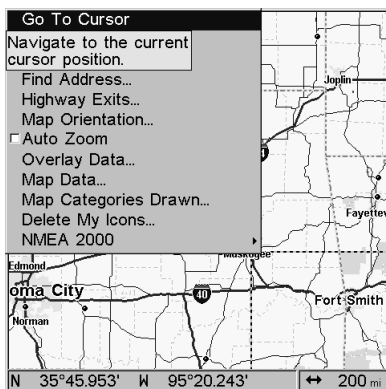 Go To Cursor
Navigate to the current
cursor position.
Find Address...
Highway Exits...
Map Orientation...
Auto Zoom
Overlay Data...
Map Data...
Map Categories Drawn...
Delete My Icons...
NMEA 2000
Joplin
Fayettev
Muskogee
Edmond
oma City
40
Fort Smith
Norman
N 35°45.953' W 95°20.243' 200 mi